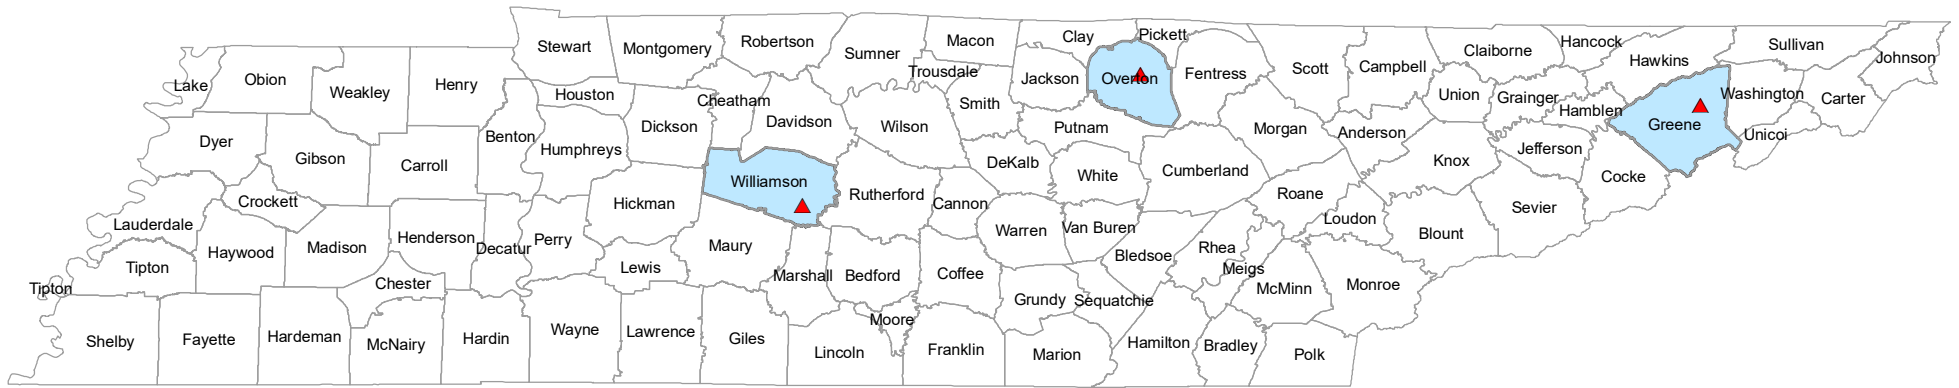 Stewart
Montgomery
Robertson
Sumner
Macon
Clay
Pickett
Trousdale
Jackson
Overton
Fentress
Scott
Campbell
Claiborne
Hancock
Hawkins
Sullivan
Johnson
Lake
Obion
Weakley
Henry
Houston
Cheatham
Smith
Union
Grainger
Hamblen
Washington
Carter
Dyer
Gibson
Carroll
Benton
Humphreys
Dickson
Davidson
Wilson
Putnam
Morgan
Anderson
Greene
Unicoi
Crockett
Williamson
DeKalb
White
Cumberland
Knox
Jefferson
Cocke
Lauderdale
Haywood
Madison
Henderson
Decatur
Perry
Hickman
Maury
Rutherford
Cannon
Warren
Van Buren
Roane
Loudon
Blount
Sevier
Tipton
Tipton
Chester
Lewis
Marshall
Bedford
Coffee
Grundy
Sequatchie
Bledsoe
Rhea
Meigs
McMinn
Monroe
Shelby
Fayette
Hardeman
McNairy
Hardin
Wayne
Lawrence
Giles
Lincoln
Moore
Franklin
Marion
Hamilton
Bradley
Polk